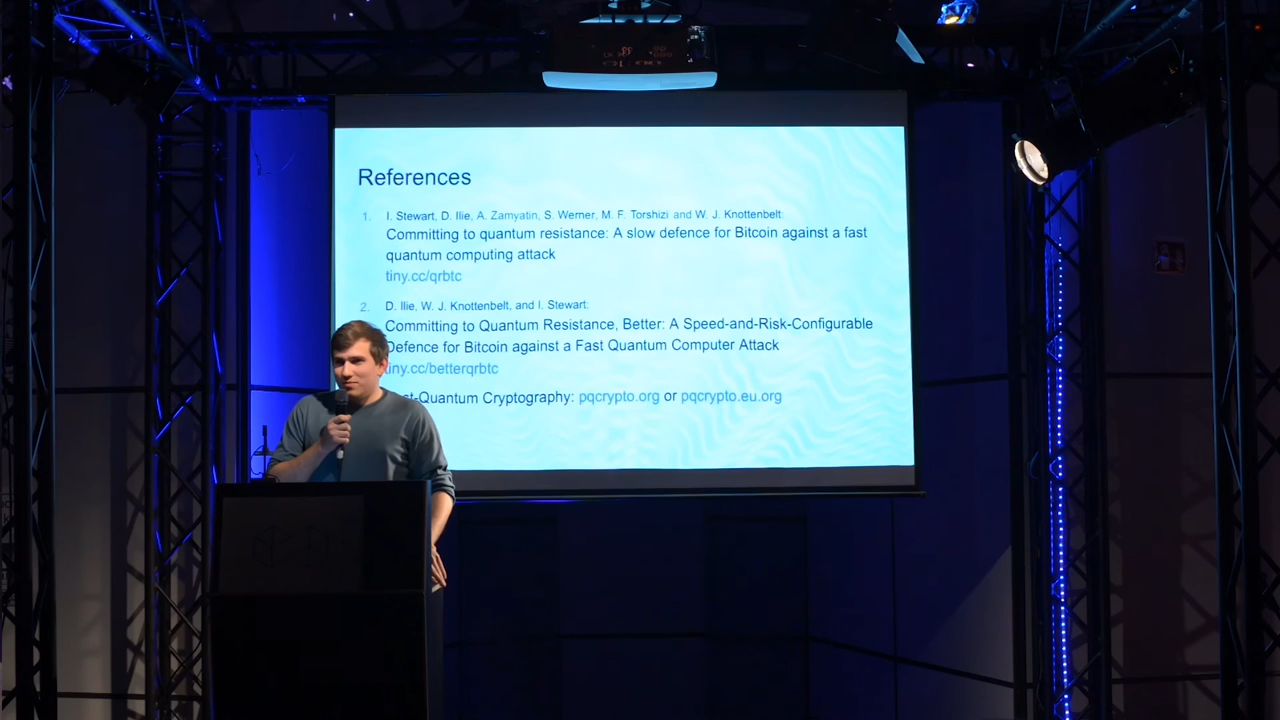 References
1. I. Stewart, D. Ilie, A. Zamyatin, S. Werner, M. F. Torshizi and W. J. Knottenbelt:
Committing to quantum resistance: A slow defence for Bitcoin against a fast
quantum computing attack
tiny.cc/qrbtc
2. D. Ilie, W. J. Knottenbelt, and I. Stewart:
Committing to Quantum Resistance, Better: A Speed-and-Risk-Configurable
Defence for Bitcoin against a Fast Quantum Computer Attack
tiny.cc/betterqrbtc
st-Quantum Cryptography: pqcrypto.org or pqcrypto.eu.org